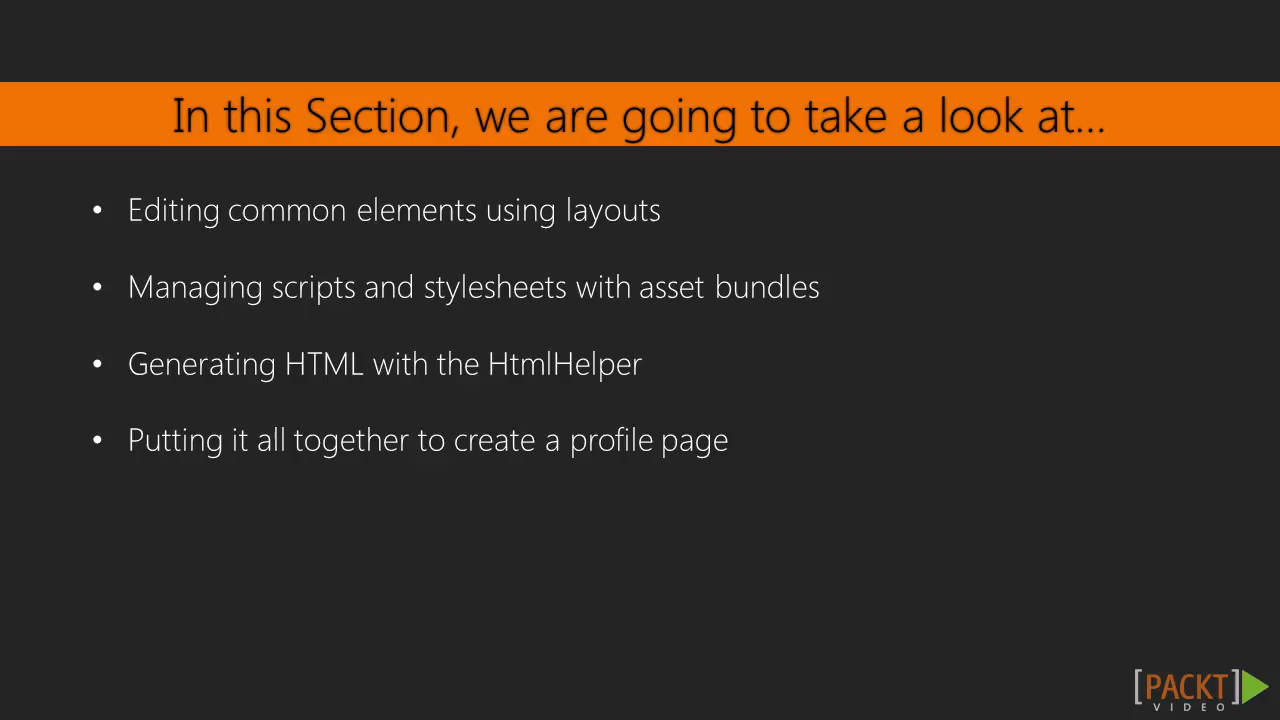 In this Section, we are going to take a look at...
• Editing common elements using layouts
• Managing scripts and stylesheets with asset bundles
• Generating HTML with the HtmlHelper
• Putting it all together to create a profile page
[PACKT]
VIDEO